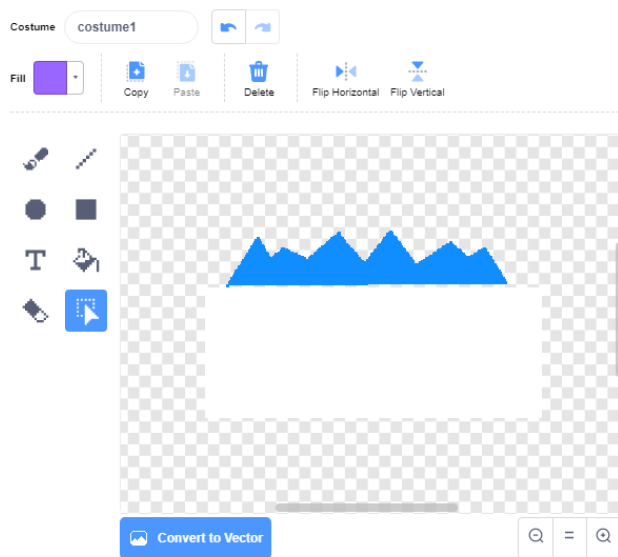 Costume costume1
Fill
Copy Paste Delete Flip Horizontal Flip Vertical
T
Convert to Vector